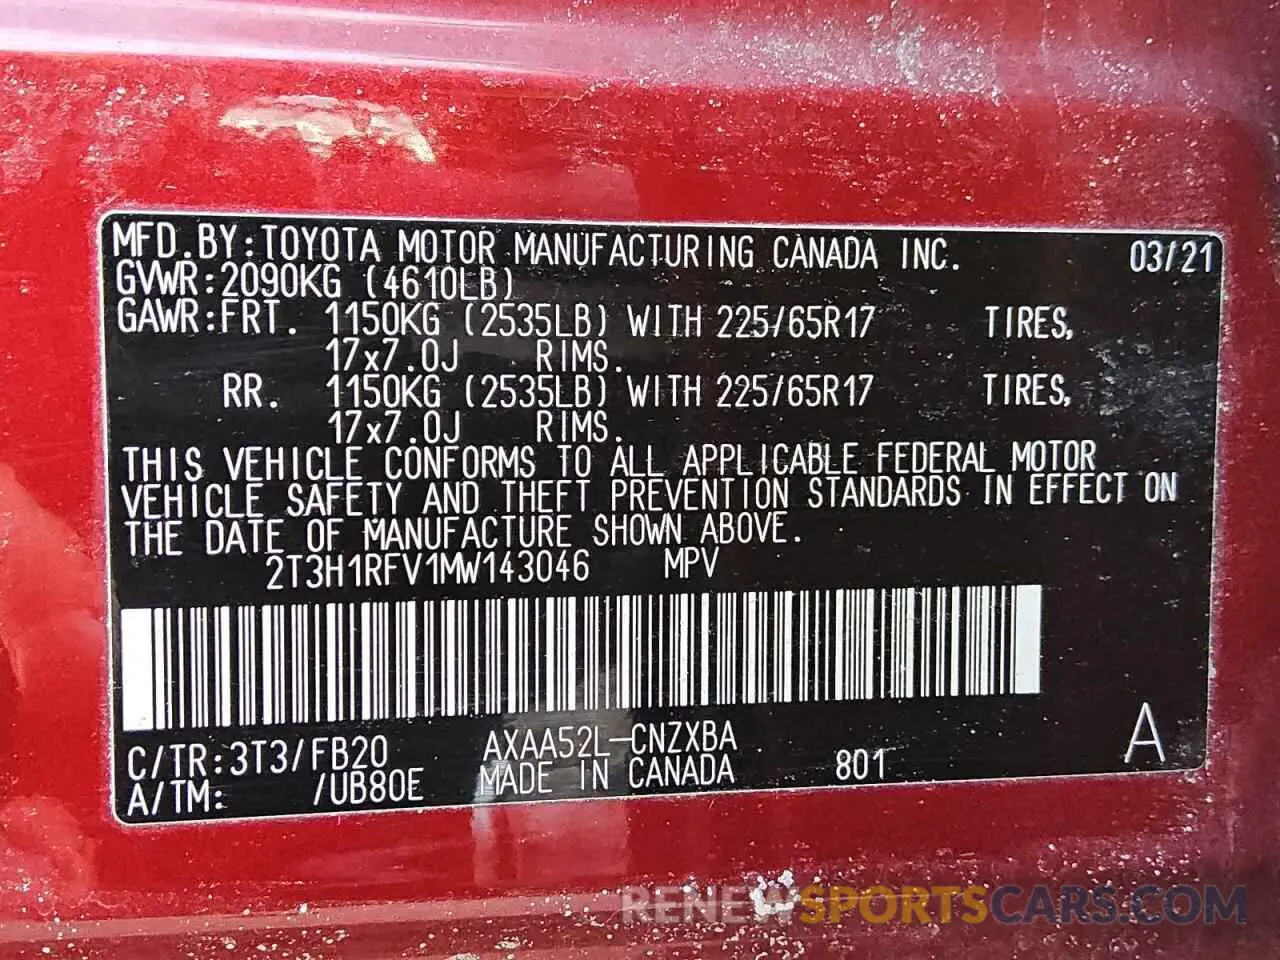 MFD.BY:TOYOTA MOTOR MANUFACTURING CANADA INC. 03/21
GVWR:2090KG (4610LB)
GAWR:FRT. 1150KG (2535LB) WITH 225/65R17 TIRES,
17x7.0J RIMS.
RR. 1150KG (2535LB) WITH 225/65R17 TIRES,
17x7.0J RIMS.
THIS VEHICLE CONFORMS TO ALL APPLICABLE FEDERAL MOTOR
VEHICLE SAFETY AND THEFT PREVENTION STANDARDS IN EFFECT ON
THE DATE OF MANUFACTURE SHOWN ABOVE.
2T3H1RFV1MW143046 MPV
C/TR:3T3/FB20 AXAA52L-CNZXBA A
A/TM: /UB80E MADE IN CANADA 801
RENEWSPORTSCARS.COM